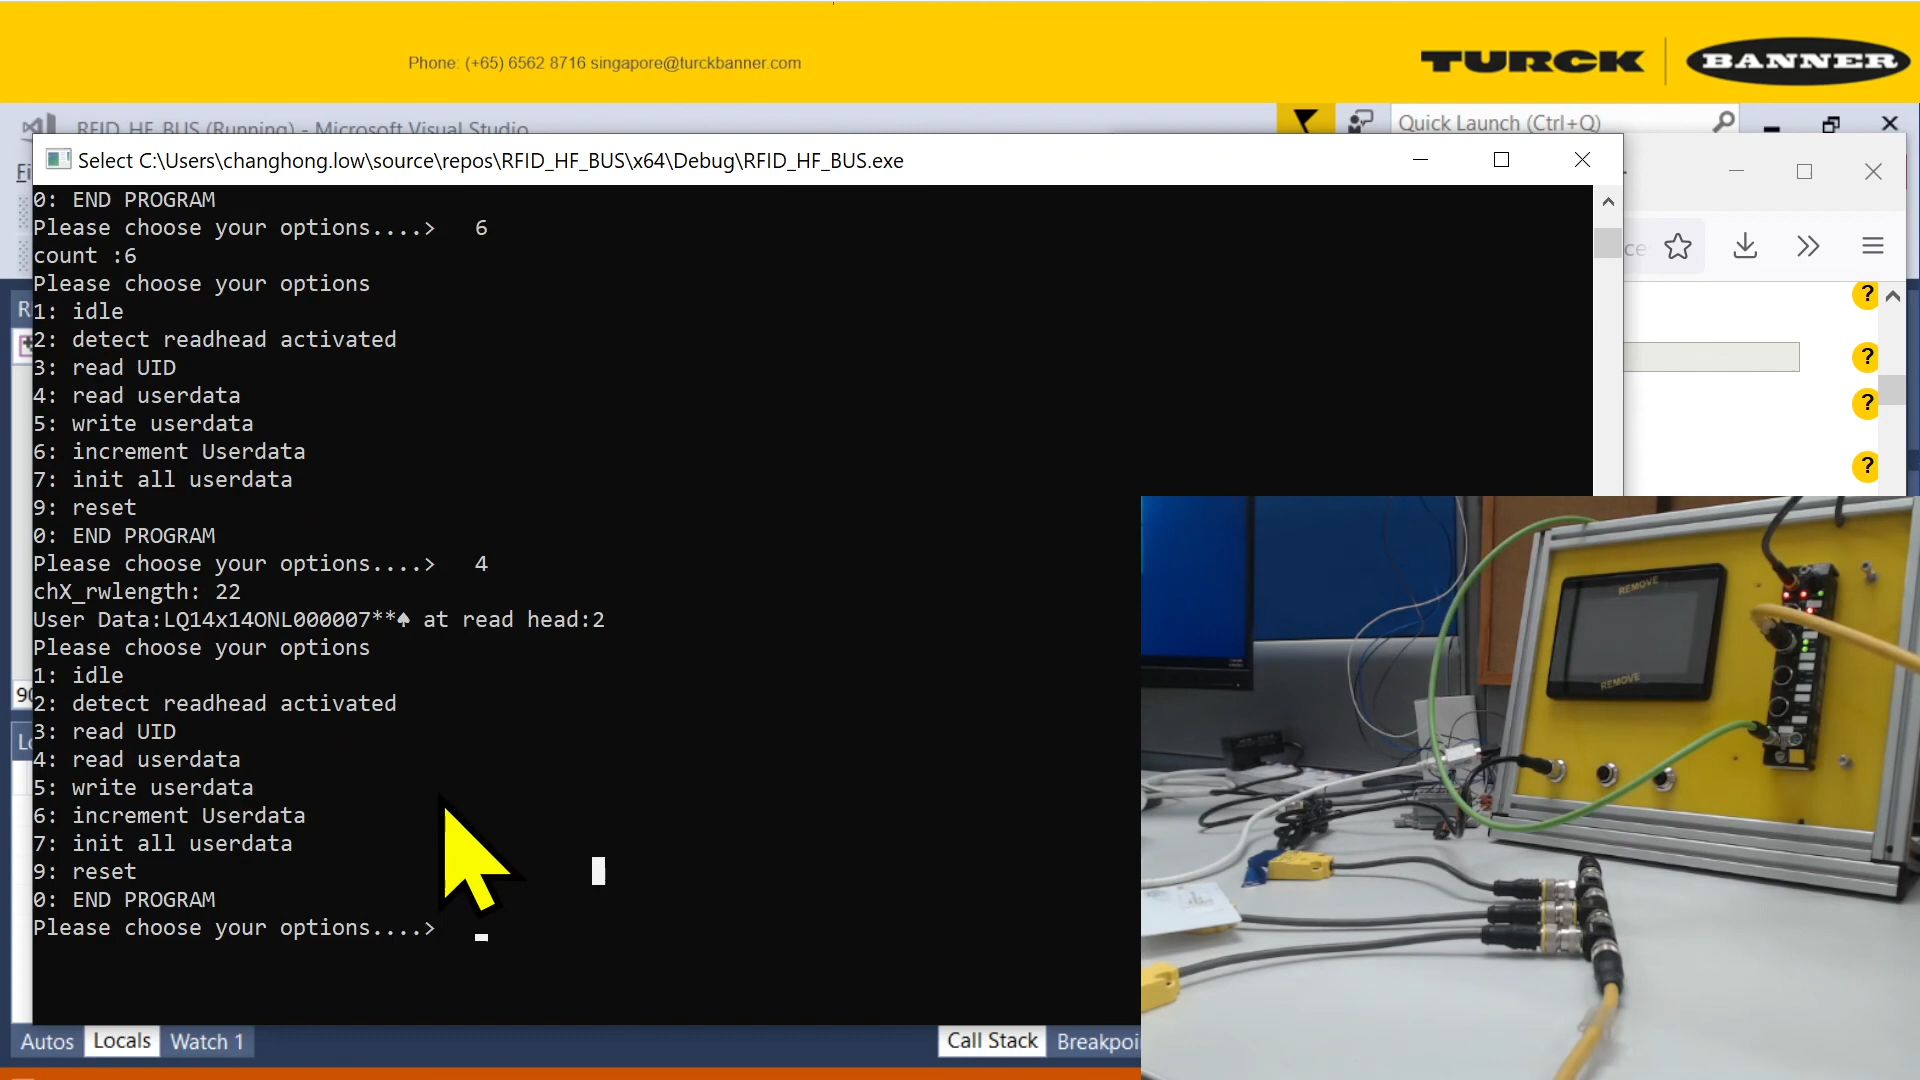 Phone: (+65) 6562 8716 singapore@turckbanner.com
TURCK
BANNER
RFID_HF_BUS (Running) - Microsoft Visual Studio
Quick Launch (Ctrl+Q)
Select C:\Users\changhong.low\source\repos\RFID_HF_BUS\x64\Debug\RFID_HF_BUS.exe
0: END PROGRAM
Please choose your options....> 6
count :6
Please choose your options
1: idle
2: detect readhead activated
3: read UID
4: read userdata
5: write userdata
6: increment Userdata
7: init all userdata
9: reset
0: END PROGRAM
Please choose your options....> 4
chX_rwlength: 22
User Data:LQ14x14ONL000007**♠ at read head:2
Please choose your options
1: idle
2: detect readhead activated
3: read UID
4: read userdata
5: write userdata
6: increment Userdata
7: init all userdata
9: reset
0: END PROGRAM
Please choose your options....>
REMOVE
REMOVE
Autos
Locals
Watch 1
Call Stack